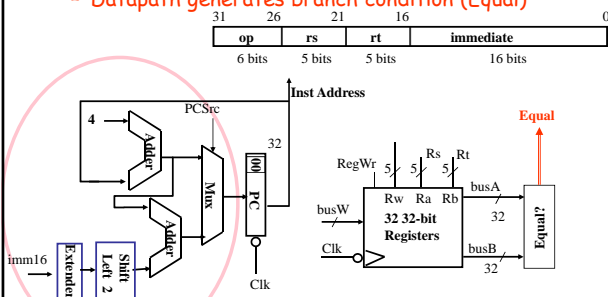 Datapath generates branch condition (Equal)
31 26 21 16 0
op rs rt immediate
6 bits 5 bits 5 bits 16 bits
Inst Address
4
Adder
PCSrc
32
Mux
00
PC
Adder
imm16
Extender
Shift Left 2
Clk
Equal
RegWr 5 5 Rs 5 Rt
busA
Rw Ra Rb
32
busW
32 32-bit
Registers
Equal?
Clk
busB
32